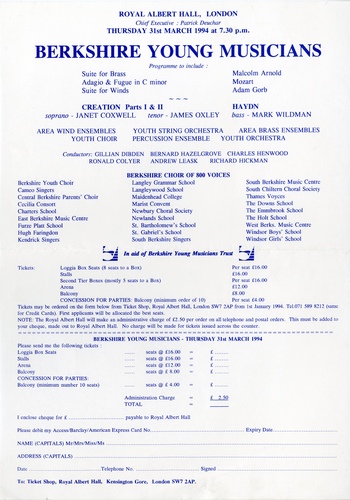 ROYAL ALBERT HALL, LONDON
Chief Executive : Patrick Deuchar
THURSDAY 31st MARCH 1994 at 7.30 p.m.
BERKSHIRE YOUNG MUSICIANS
Programme to include :
Suite for Brass Malcolm Arnold
Adagio & Fugue in C minor Mozart
Suite for Winds Adam Gorb
~ ~ ~
CREATION Parts I & II HAYDN
soprano - JANET COXWELL tenor - JAMES OXLEY bass - MARK WILDMAN
AREA WIND ENSEMBLES YOUTH STRING ORCHESTRA AREA BRASS ENSEMBLES
YOUTH CHOIR PERCUSSION ENSEMBLE YOUTH ORCHESTRA
Conductors: GILLIAN DIBDEN BERNARD HAZELGROVE CHARLES HENWOOD
RONALD COLYER ANDREW LEASK RICHARD HICKMAN
BERKSHIRE CHOIR OF 800 VOICES
Berkshire Youth Choir Langley Grammar School South Berkshire Music Centre
Cameo Singers Langleywood School South Chiltern Choral Society
Central Berkshire Parents' Choir Maidenhead College Thames Voyces
Cecilia Consort Marist Convent The Downs School
Charters School Newbury Choral Society The Emmbrook School
East Berkshire Music Centre Newlands School The Holt School
Furze Platt School St. Bartholomew's School West Berks. Music Centre
Hugh Faringdon St. Gabriel's School Windsor Boys' School
Kendrick Singers South Berkshire Singers Windsor Girls' School
In aid of Berkshire Young Musicians Trust
Tickets: Loggia Box Seats (8 seats to a Box) Per seat £16.00
Stalls £16.00
Second Tier Boxes (mostly 5 seats to a Box) Per seat £16.00
Arena £12.00
Balcony £8.00
CONCESSION FOR PARTIES: Balcony (minimum order of 10) Per seat £4.00
Tickets may be ordered on the form below from Ticket Shop, Royal Albert Hall, London SW7 2AP from 1st January 1994. Tel.071 589 8212 (name
for Credit Cards). First applicants will be allocated the best seats.
NOTE: The Royal Albert Hall will make an administrative charge of £2.50 per order on all telephone and postal orders. This must be added to
your cheque, made out to Royal Albert Hall. No charge will be made for tickets issued across the counter.
BERKSHIRE YOUNG MUSICIANS - THURSDAY 31st MARCH 1994
Please send me the following tickets :
Loggia Box Seats ..... seats @ £16.00 = £ .....
Stalls ..... seats @ £16.00 = £ .....
Arena ..... seats @ £12.00 = £ .....
Balcony ..... seats @ £ 8.00 = £ .....
CONCESSION FOR PARTIES:
Balcony (minimum number 10 seats) ..... seats @ £ 4.00 = £ .....
Administration Charge = £ 2.50
TOTAL =
I enclose cheque for £ .......... payable to Royal Albert Hall
Please debit my Access/Barclay/American Express Card No.......... Expiry Date..........
NAME (CAPITALS) Mr/Mrs/Miss/Ms ..........
ADDRESS (CAPITALS) ..........
Date .......... Telephone No. .......... Signed ..........
To: Ticket Shop, Royal Albert Hall, Kensington Gore, London SW7 2AP.